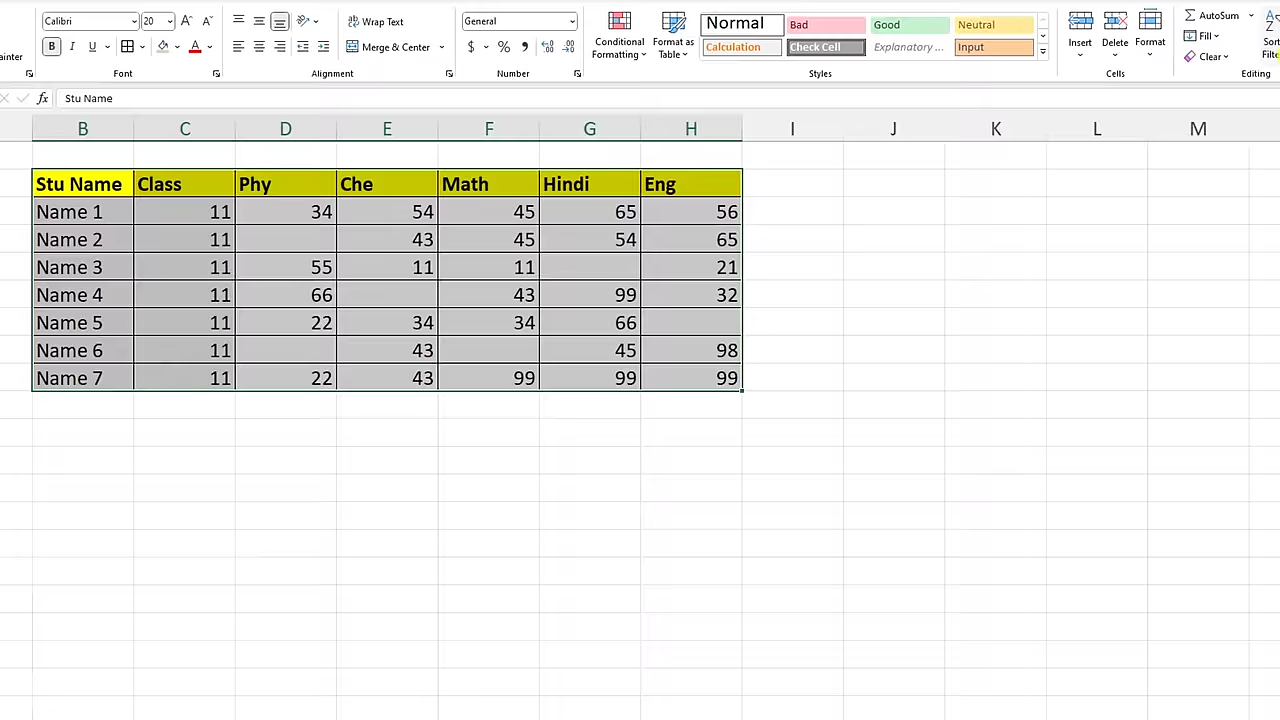 Calibri 20 A A Wrap Text General Conditional Format as Normal Bad Good Neutral Insert Delete Format AutoSum
ainter B I U A Merge & Center $ % 9 Formatting Table Calculation Check Cell Explanatory ... Input Fill Sort
Clear Filte
Font Alignment Number Styles Cells Editing
fx Stu Name
B C D E F G H I J K L M
Stu Name Class Phy Che Math Hindi Eng
Name 1 11 34 54 45 65 56
Name 2 11 43 45 54 65
Name 3 11 55 11 11 21
Name 4 11 66 43 99 32
Name 5 11 22 34 34 66
Name 6 11 43 45 98
Name 7 11 22 43 99 99 99